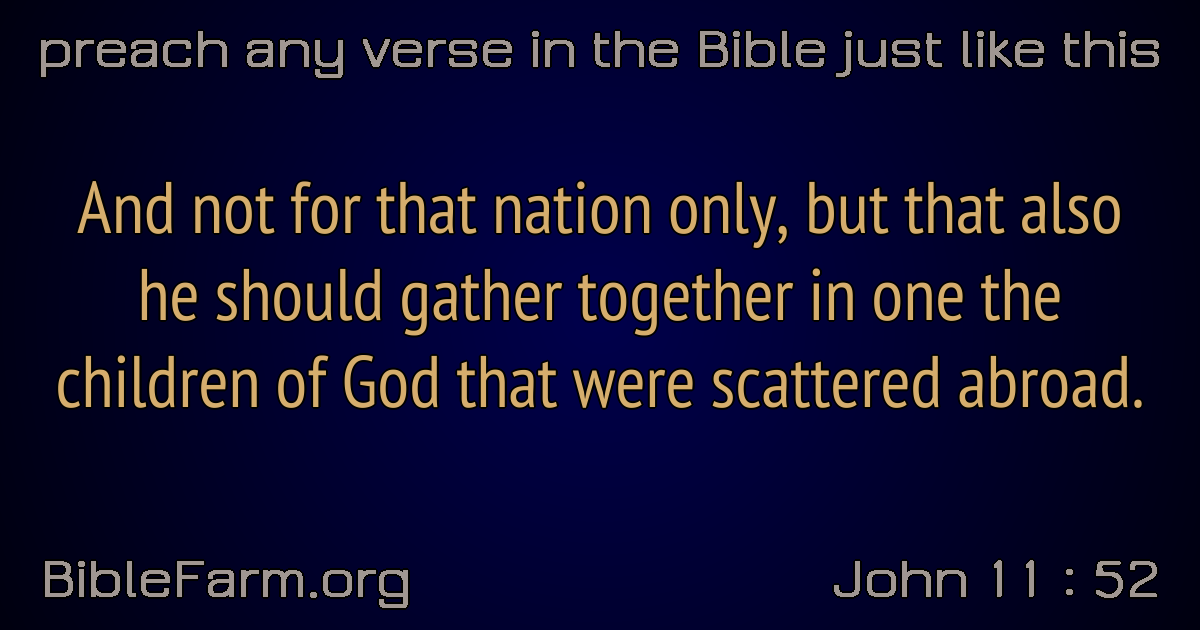 preach any verse in the Bible just like this
And not for that nation only, but that also
he should gather together in one the
children of God that were scattered abroad.
BibleFarm.org
John 11 : 52